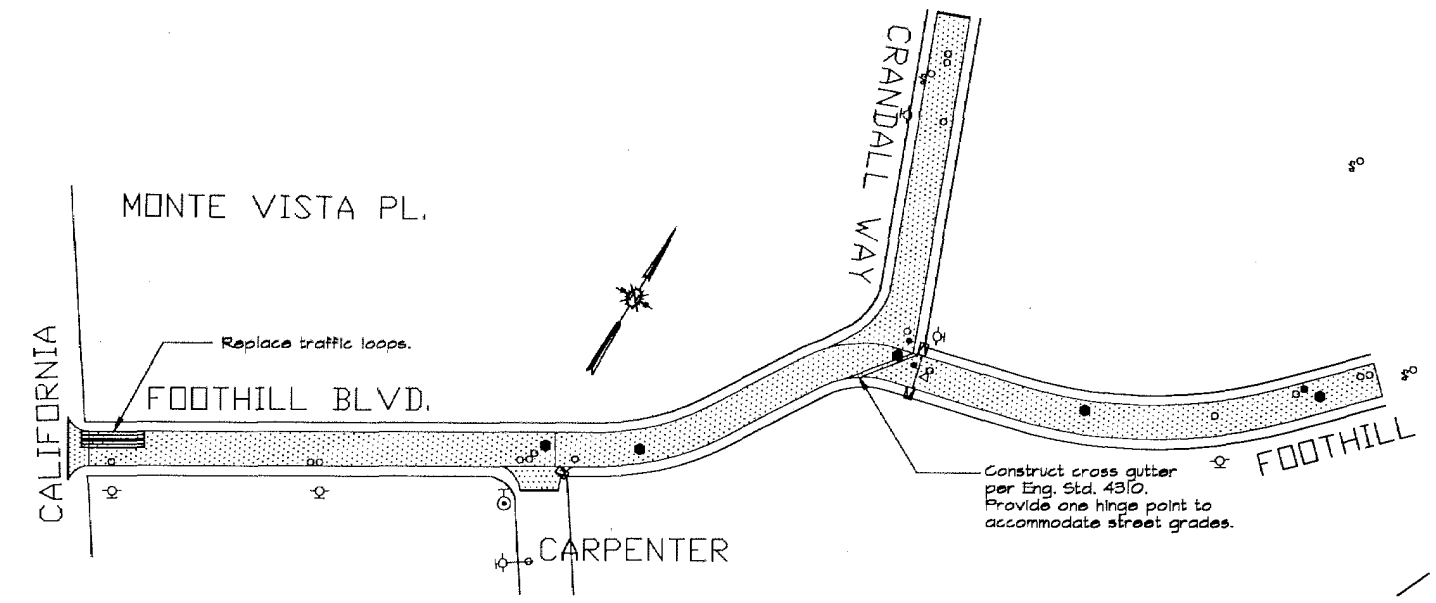 CRANDALL WAY
MONTE VISTA PL.
N
Replace traffic loops.
CALIFORNIA
FOOTHILL BLVD.
Construct cross gutter
per Eng. Std. 4310.
Provide one hinge point to
accommodate street grades.
FOOTHILL
CARPENTER